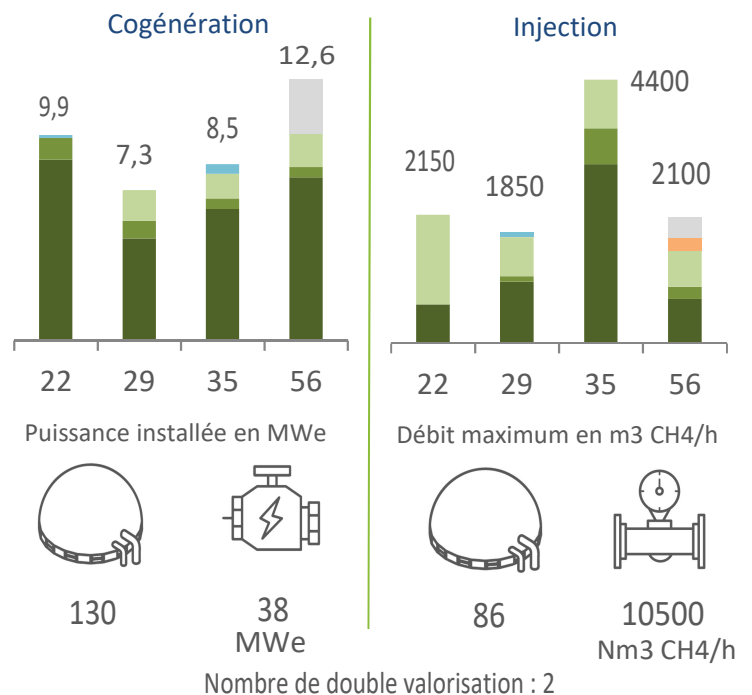 Cogénération
12,6
9,9
8,5
7,3
22 29 35 56
Puissance installée en MWe
130
38
MWe
Injection
4400
2150
2100
1850
22 29 35 56
Débit maximum en m3 CH4/h
86
10500
Nm3 CH4/h
Nombre de double valorisation : 2